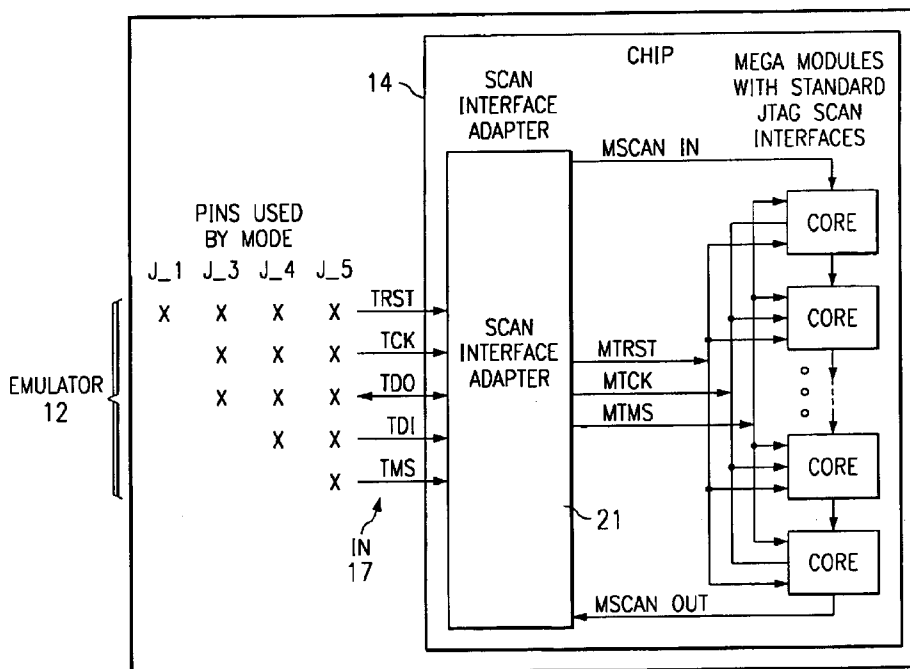 CHIP
14
SCAN
INTERFACE
ADAPTER
MEGA MODULES
WITH STANDARD
JTAG SCAN
INTERFACES
MSCAN IN
CORE
PINS USED
BY MODE
J_1 J_3 J_4 J_5
X X X X TRST
X X X TCK
X X X TDO
X X TDI
X TMS
EMULATOR
12
IN
17
SCAN
INTERFACE
ADAPTER
21
MTRST
MTCK
MTMS
CORE
CORE
CORE
MSCAN OUT